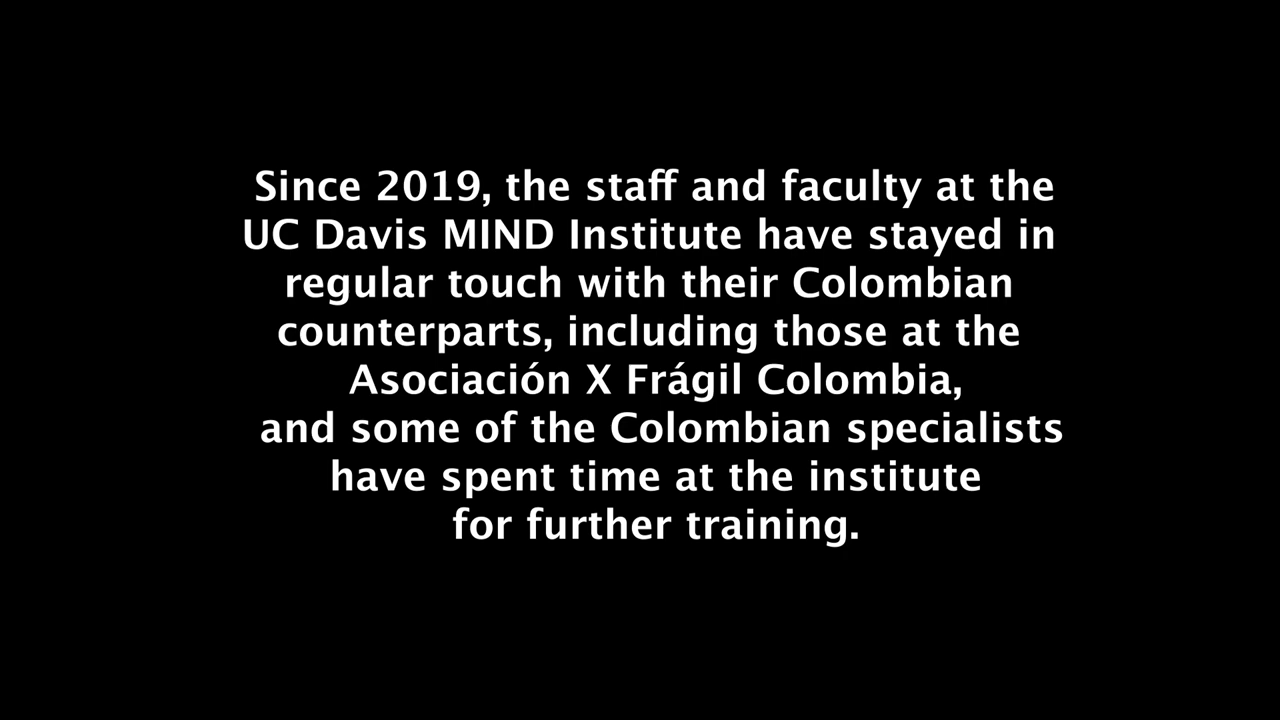 Since 2019, the staff and faculty at the
UC Davis MIND Institute have stayed in
regular touch with their Colombian
counterparts, including those at the
Asociación X Frágil Colombia,
and some of the Colombian specialists
have spent time at the institute
for further training.